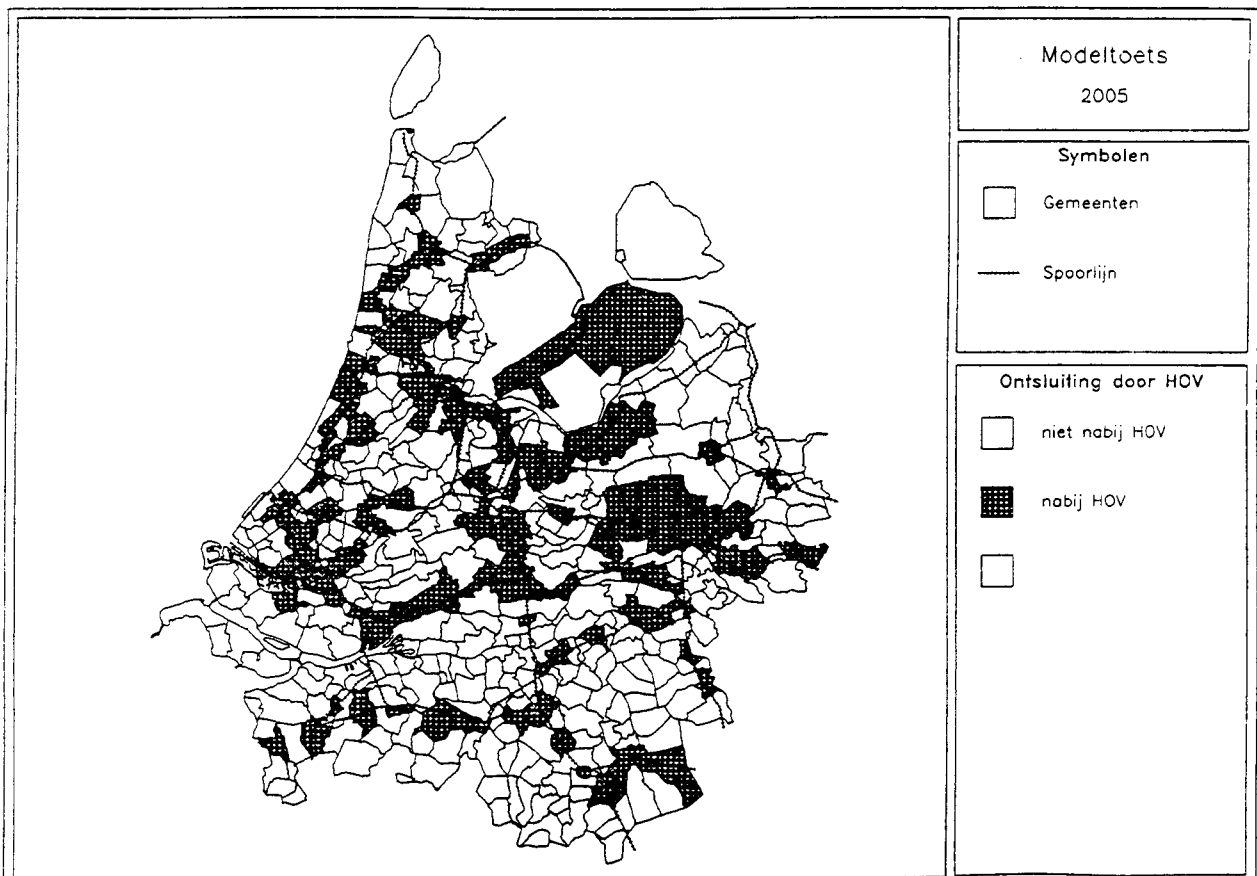 Modeltoets
2005
Symbolen
Gemeenten
Spoorlijn
Ontsluiting door HOV
niet nabij HOV
nabij HOV